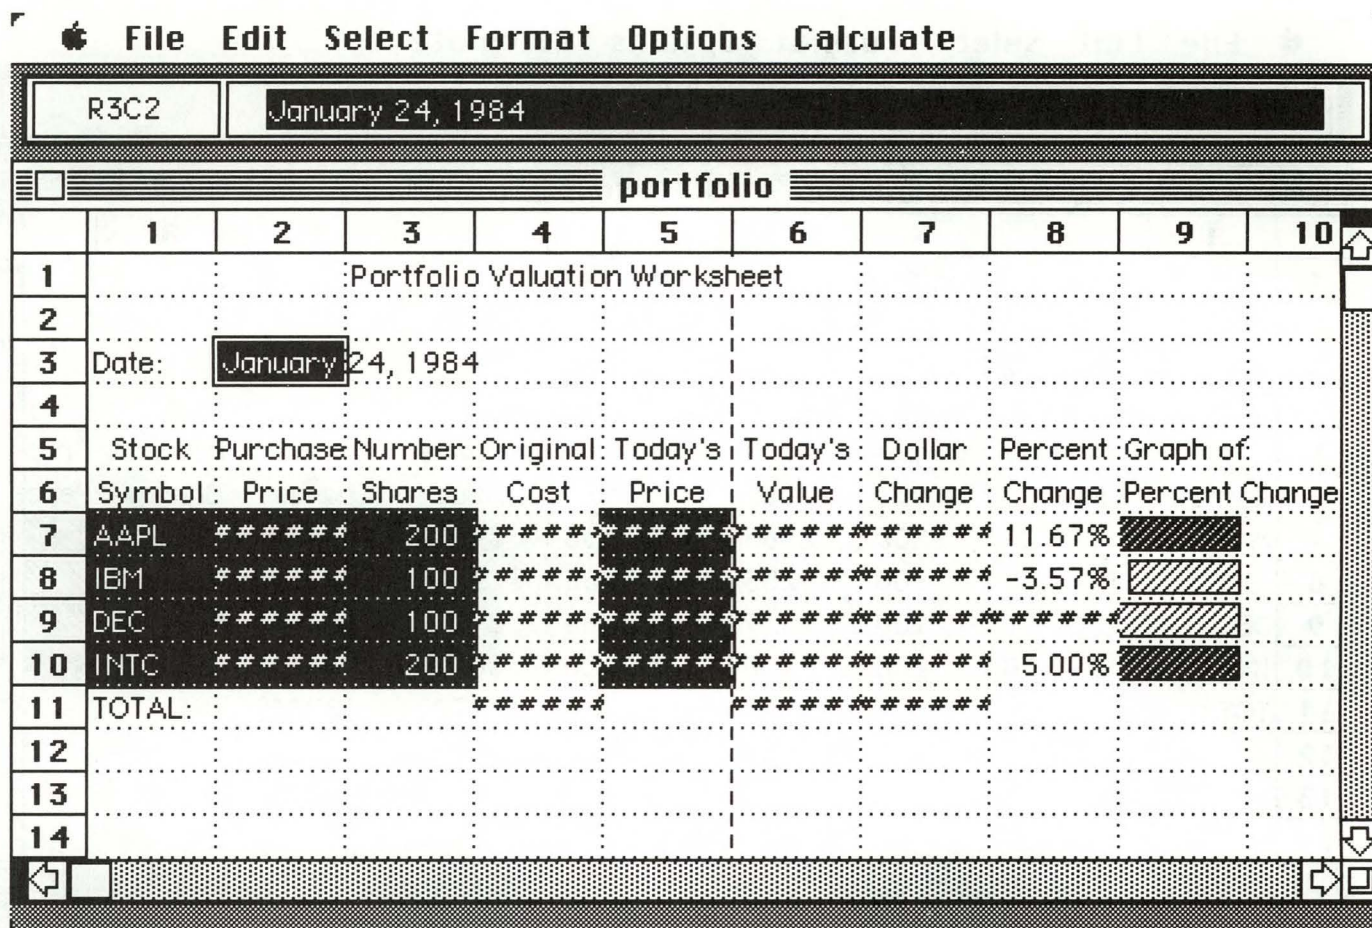 File Edit Select Format Options Calculate
R3C2 January 24, 1984
portfolio
1 2 3 4 5 6 7 8 9 10
1 Portfolio Valuation Worksheet
2
3 Date: January 24, 1984
4
5 Stock Purchase Number Original Today's Today's Dollar Percent Graph of
6 Symbol Price Shares Cost Price Value Change Change Percent Change
7 AAPL ###### 200 ###### ###### ###### ###### 11.67%
8 IBM ###### 100 ###### ###### ###### ###### -3.57%
9 DEC ###### 100 ###### ###### ###### ###### ######
10 INTC ###### 200 ###### ###### ###### ###### 5.00%
11 TOTAL: ###### ###### ######
12
13
14